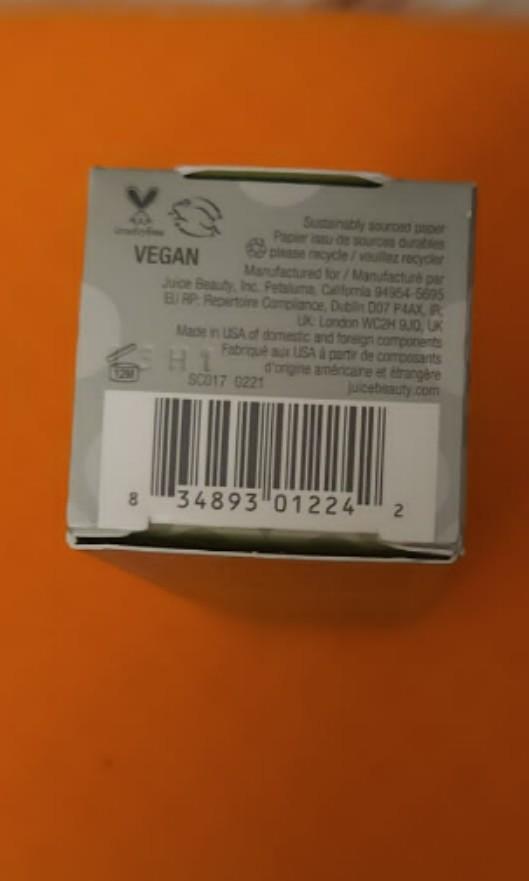 VEGAN
Sustainably sourced paper
Papier issu de sources durables
please recycle / veuillez recycler
Manufactured for / Manufacturé par
Juice Beauty, Inc. Petaluma, California 94954-5695
EU RP: Repertoire Compliance, Dublin D07 P4AX, IR;
UK: London WC2H 9JQ, UK
Made in USA of domestic and foreign components
Fabriqué aux USA à partir de composants
d'origine américaine et étrangère
12M
SC017 0221
juicebeauty.com
8 34893 01224 2